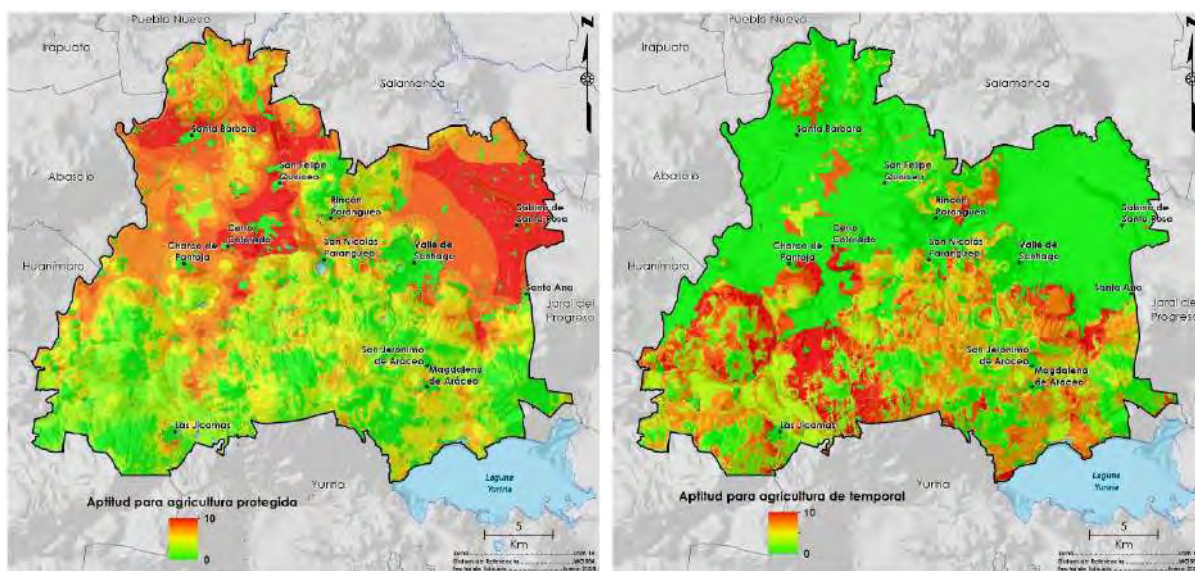 Pueblo Nuevo
Irapuato
Salamanca
N
Santa Bárbara
Abasolo
San Felipe
Quiriceo
Rincón
Parangueo
Sabino de
Santa Rosa
Cerro
Colorado
Charco de
Pantoja
San Nicolás
Parangueo
Valle de
Santiago
Huanímaro
Santa Ana
Jaral del
Progreso
San Jerónimo
de Aráceo
Magdalena
de Aráceo
Las Jícamas
Yuriria
Laguna
Yuriria
Aptitud para agricultura protegida
10
0
5
Km
Pueblo Nuevo
Irapuato
Salamanca
N
Santa Bárbara
Abasolo
San Felipe
Quiriceo
Rincón
Parangueo
Sabino de
Santa Rosa
Cerro
Colorado
Charco de
Pantoja
San Nicolás
Parangueo
Valle de
Santiago
Huanímaro
Santa Ana
Jaral del
Progreso
San Jerónimo
de Aráceo
Magdalena
de Aráceo
Las Jícamas
Yuriria
Laguna
Yuriria
Aptitud para agricultura de temporal
10
0
5
Km